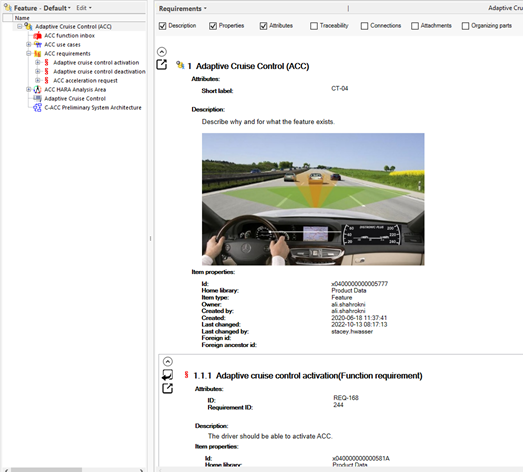 Feature - Default
Edit
Name
Adaptive Cruise Control (ACC)
ACC function inbox
ACC use cases
ACC requirements
Adaptive cruise control activation
Adaptive cruise control deactivation
ACC acceleration request
ACC HARA Analysis Area
Adaptive Cruise Control
C-ACC Preliminary System Architecture
Requirements
Adaptive Cru
Description Properties Attributes Traceability Connections Attachments Organizing parts
1 Adaptive Cruise Control (ACC)
Attributes:
Short label: CT-04
Description:
Describe why and for what the feature exists.
Item properties:
Id: x0400000000005777
Home library: Product Data
Item type: Feature
Owner: ali.shahrokni
Created by: ali.shahrokni
Created: 2020-06-18 11:37:41
Last changed: 2022-10-13 08:17:13
Last changed by: stacey.hwasser
Foreign id:
Foreign ancestor id:
1.1.1 Adaptive cruise control activation(Function requirement)
Attributes:
ID: REQ-168
Requirement ID: 244
Description:
The driver should be able to activate ACC.
Item properties:
Id: x040000000000581A
Home library: Product Data